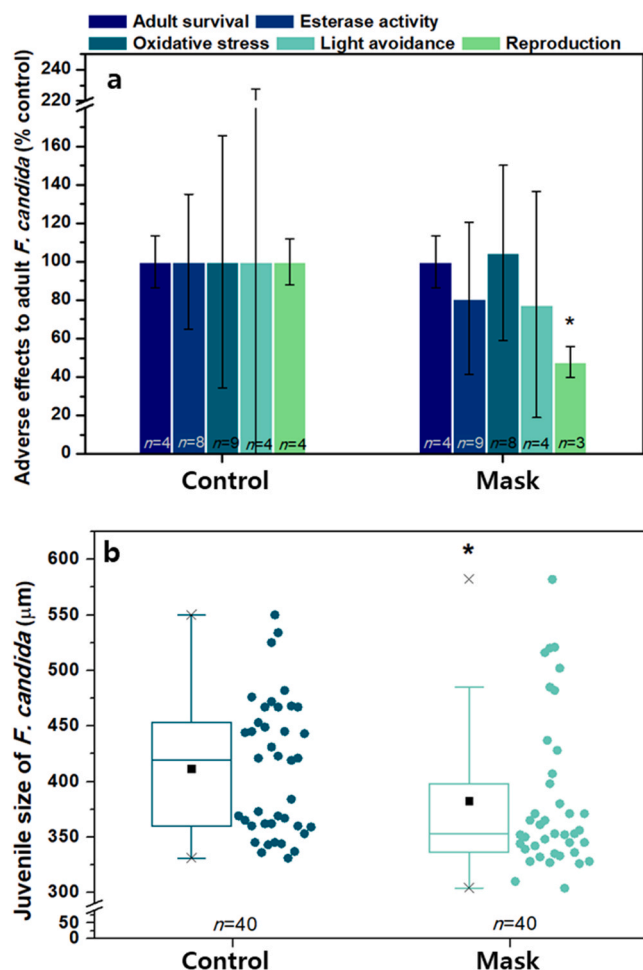 Adult survival Esterase activity
Oxidative stress Light avoidance Reproduction
a
Adverse effects to adult F. candida (% control)
240
220
160
140
120
100
80
60
40
20
0
*
n=4 n=8 n=9 n=4 n=4
n=4 n=9 n=8 n=4 n=3
Control Mask
b
Juvenile size of F. candida (μm)
600
550
500
450
400
350
300
50
0
*
n=40 n=40
Control Mask